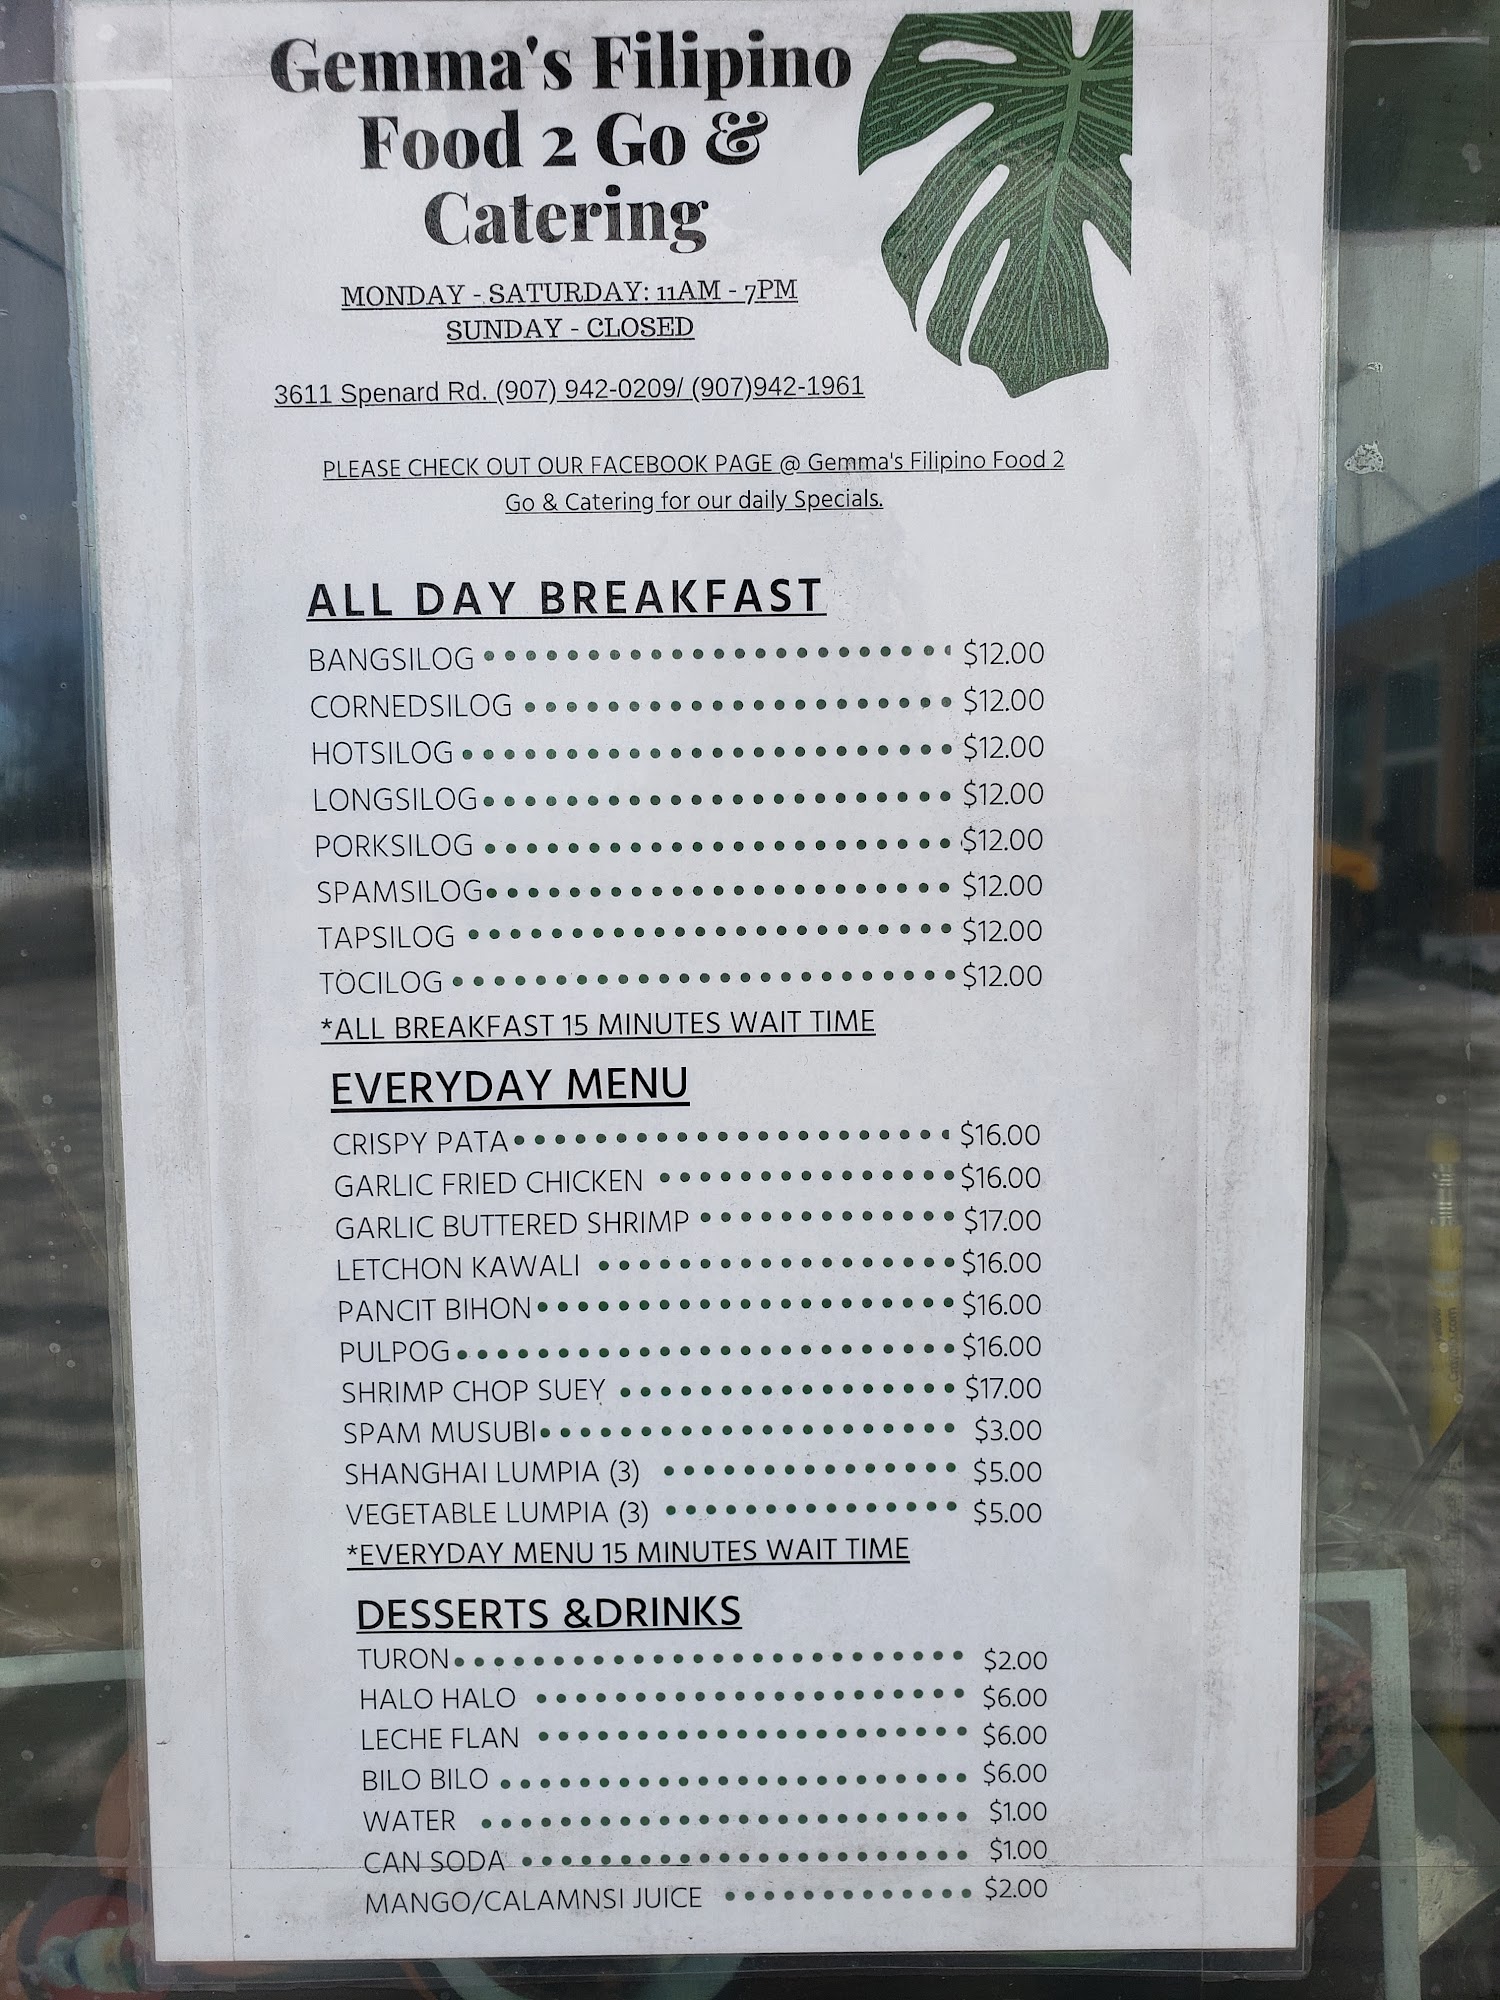 Gemma's Filipino
Food 2 Go &
Catering
MONDAY - SATURDAY: 11AM - 7PM
SUNDAY - CLOSED
3611 Spenard Rd. (907) 942-0209/ (907)942-1961
PLEASE CHECK OUT OUR FACEBOOK PAGE @ Gemma's Filipino Food 2
Go & Catering for our daily Specials.
ALL DAY BREAKFAST
BANGSILOG $12.00
CORNEDSILOG $12.00
HOTSILOG $12.00
LONGSILOG $12.00
PORKSILOG $12.00
SPAMSILOG $12.00
TAPSILOG $12.00
TOCILOG $12.00
*ALL BREAKFAST 15 MINUTES WAIT TIME
EVERYDAY MENU
CRISPY PATA $16.00
GARLIC FRIED CHICKEN $16.00
GARLIC BUTTERED SHRIMP $17.00
LETCHON KAWALI $16.00
PANCIT BIHON $16.00
PULPOG $16.00
SHRIMP CHOP SUEY $17.00
SPAM MUSUBI $3.00
SHANGHAI LUMPIA (3) $5.00
VEGETABLE LUMPIA (3) $5.00
*EVERYDAY MENU 15 MINUTES WAIT TIME
DESSERTS &DRINKS
TURON $2.00
HALO HALO $6.00
LECHE FLAN $6.00
BILO BILO $6.00
WATER $1.00
CAN SODA $1.00
MANGO/CALAMNSI JUICE $2.00